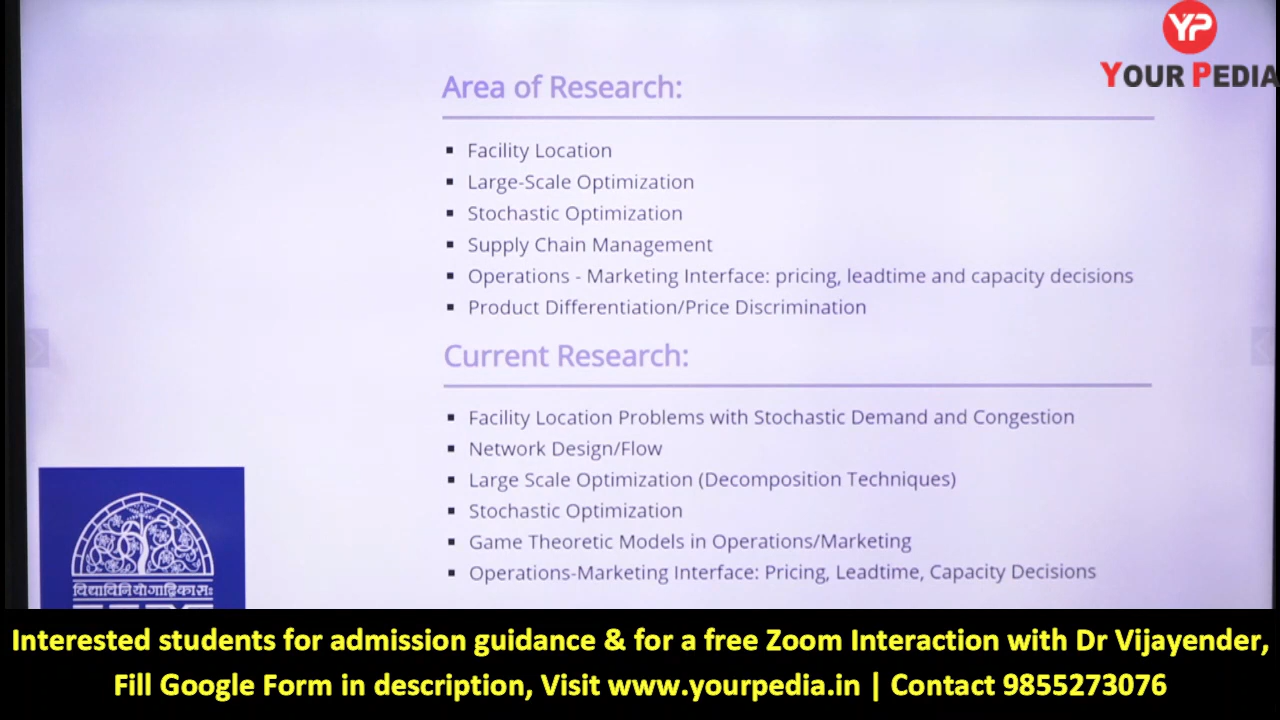 YP
YOUR PEDIA
Area of Research:
▪ Facility Location
▪ Large-Scale Optimization
▪ Stochastic Optimization
▪ Supply Chain Management
▪ Operations - Marketing Interface: pricing, leadtime and capacity decisions
▪ Product Differentiation/Price Discrimination
Current Research:
▪ Facility Location Problems with Stochastic Demand and Congestion
▪ Network Design/Flow
▪ Large Scale Optimization (Decomposition Techniques)
▪ Stochastic Optimization
▪ Game Theoretic Models in Operations/Marketing
▪ Operations-Marketing Interface: Pricing, Leadtime, Capacity Decisions
विद्याविनियोगाद्विकासः
Interested students for admission guidance & for a free Zoom Interaction with Dr Vijayender,
Fill Google Form in description, Visit www.yourpedia.in | Contact 9855273076